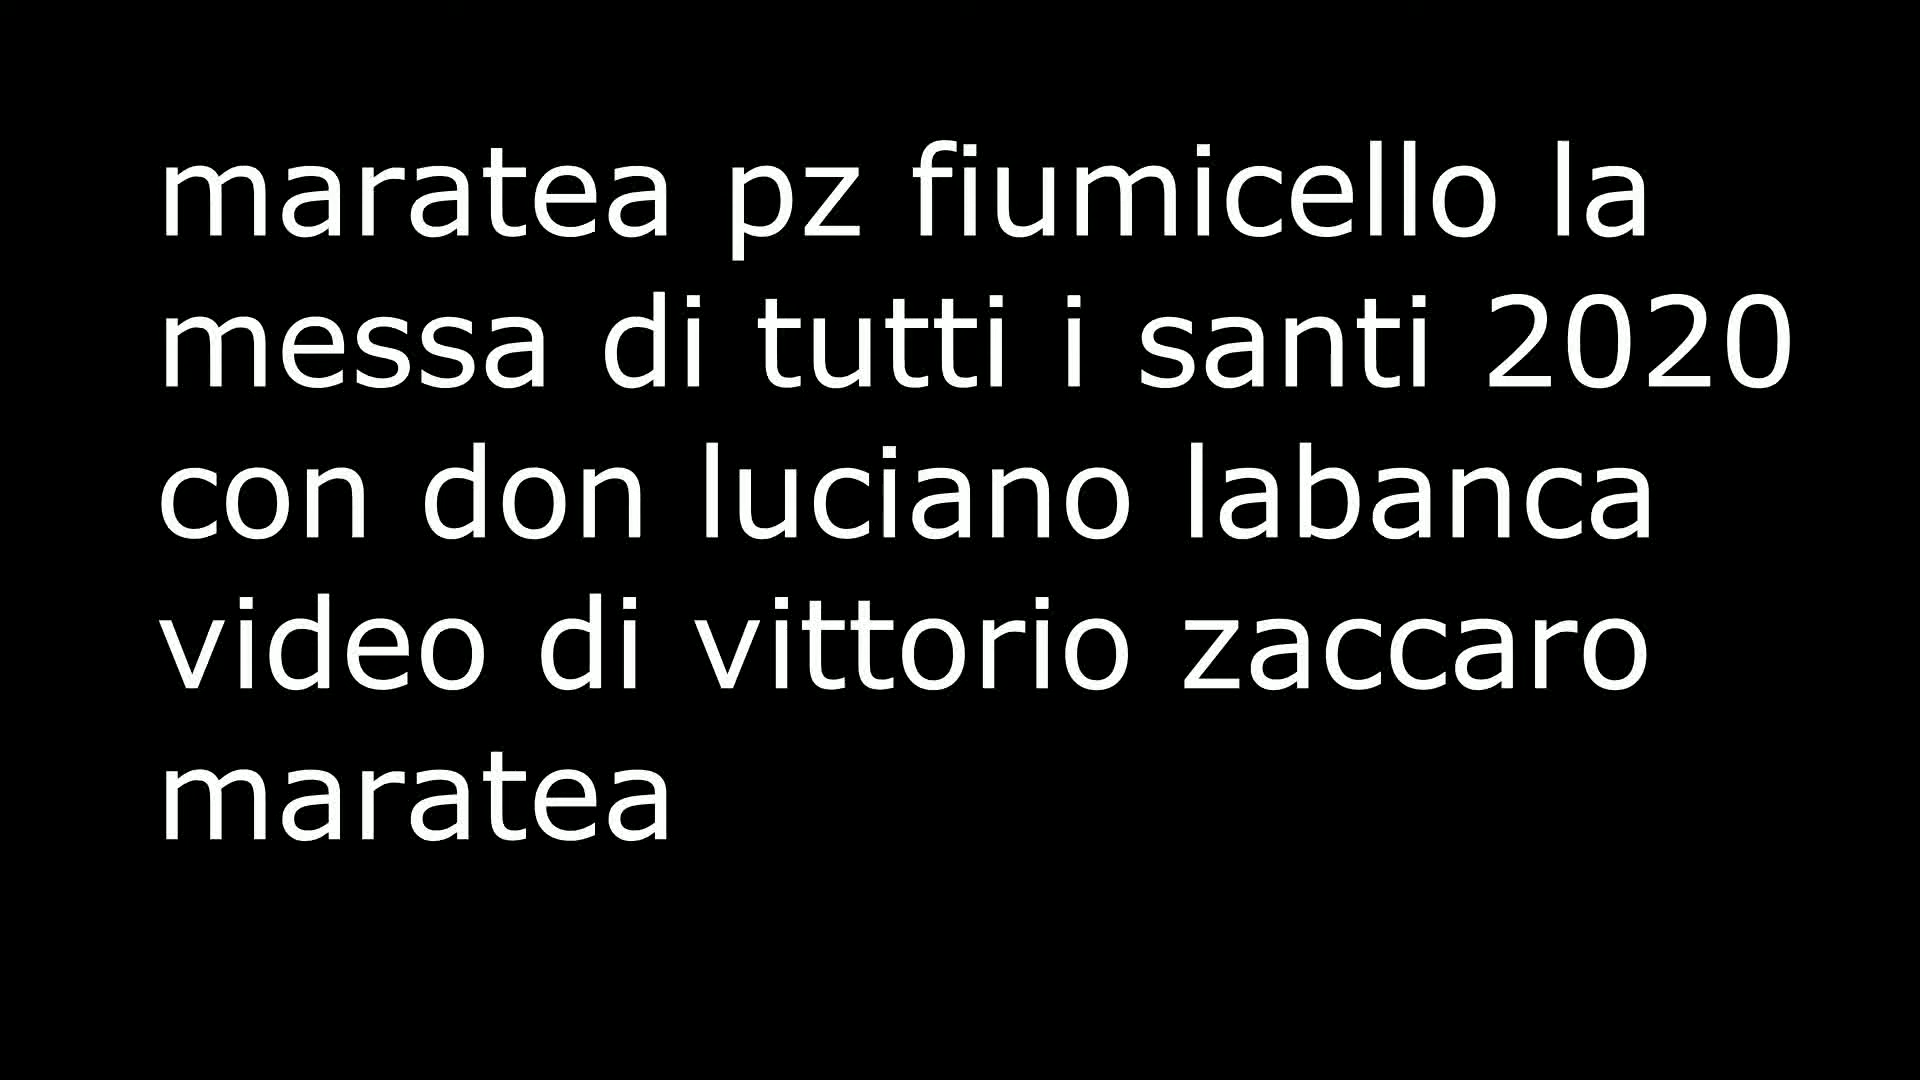 maratea pz fiumicello la
messa di tutti i santi 2020
con don luciano labanca
video di vittorio zaccaro
maratea